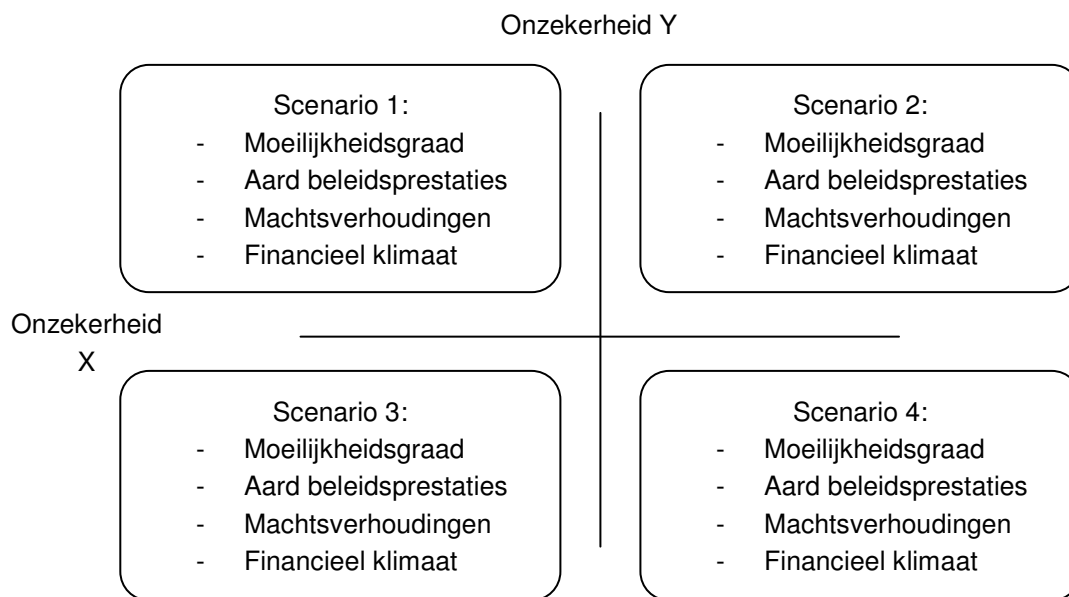 Onzekerheid Y
Scenario 1:
- Moeilijkheidsgraad
- Aard beleidsprestaties
- Machtsverhoudingen
- Financieel klimaat
Scenario 2:
- Moeilijkheidsgraad
- Aard beleidsprestaties
- Machtsverhoudingen
- Financieel klimaat
Onzekerheid
X
Scenario 3:
- Moeilijkheidsgraad
- Aard beleidsprestaties
- Machtsverhoudingen
- Financieel klimaat
Scenario 4:
- Moeilijkheidsgraad
- Aard beleidsprestaties
- Machtsverhoudingen
- Financieel klimaat